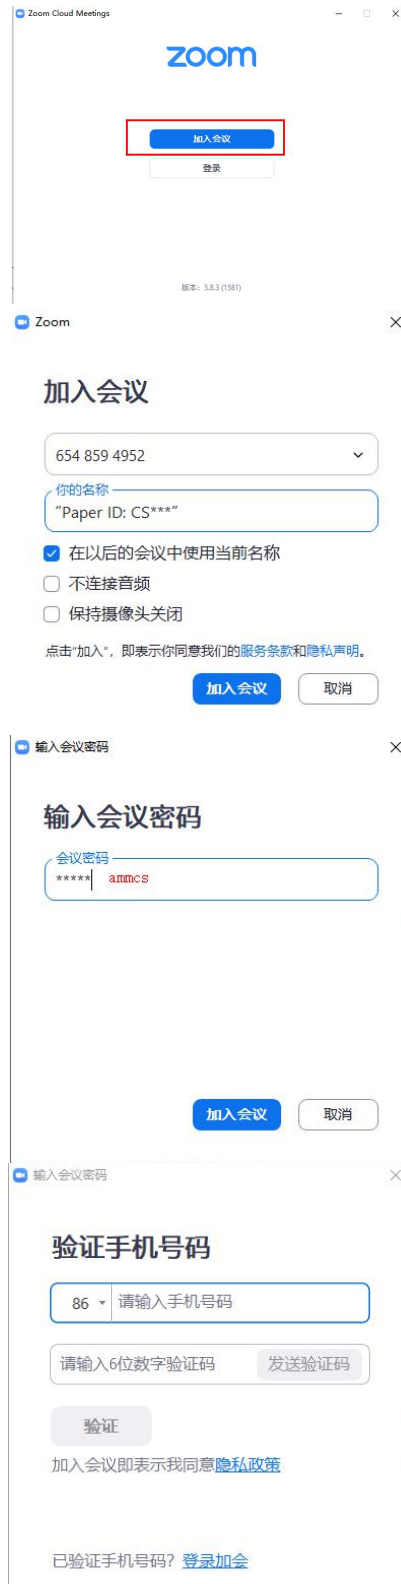 Zoom Cloud Meetings
zoom
加入会议
登录
版本：5.8.3 (1581)
Zoom
加入会议
654 859 4952
你的名称
"Paper ID: CS***"
在以后的会议中使用当前名称
不连接音频
保持摄像头关闭
点击"加入"，即表示你同意我们的服务条款和隐私声明。
加入会议 取消
输入会议密码
输入会议密码
会议密码
***** ammcs
加入会议 取消
输入会议密码
验证手机号码
86 请输入手机号码
请输入6位数字验证码 发送验证码
验证
加入会议即表示我同意隐私政策
已验证手机号码？登录加会